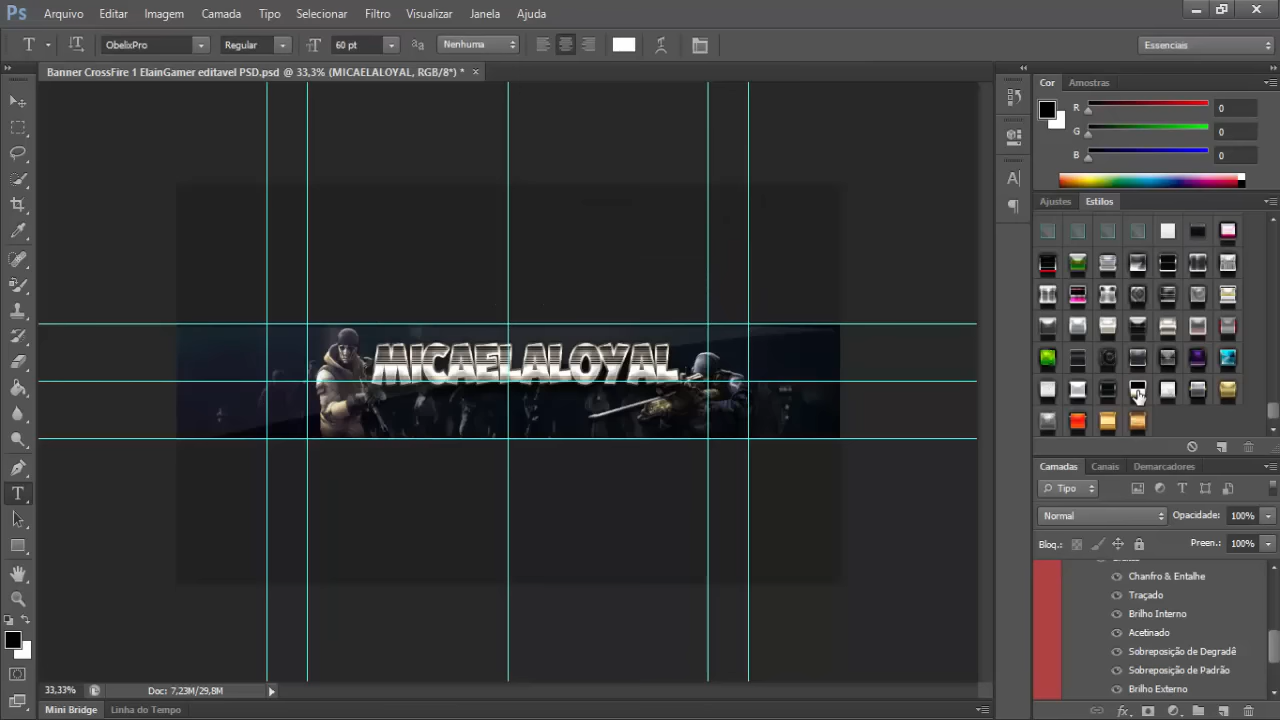 Ps Arquivo Editar Imagem Camada Tipo Selecionar Filtro Visualizar Janela Ajuda
T ObelixPro Regular 60 pt Nenhuma Essenciais
Banner CrossFire 1 ElainGamer editavel PSD.psd @ 33,3% (MICAELALOYAL, RGB/8*) *
Cor Amostras
R 0
G 0
B 0
Ajustes Estilos
MICAELALOYAL
Camadas Canais Demarcadores
Tipo
Normal Opacidade: 100%
Bloq.: Preen.: 100%
Chanfro & Entalhe
Traçado
Brilho Interno
Acetinado
Sobreposição de Degradê
Sobreposição de Padrão
Brilho Externo
33,33% Doc: 7,23M/29,8M
Mini Bridge Linha do Tempo